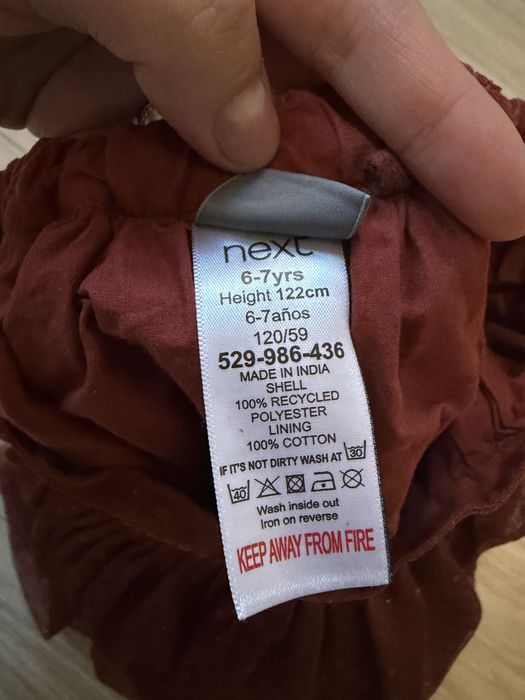 next
6-7yrs
Height 122cm
6-7años
120/59
529-986-436
MADE IN INDIA
SHELL
100% RECYCLED
POLYESTER
LINING
100% COTTON
IF IT'S NOT DIRTY WASH AT 30
40
Wash inside out
Iron on reverse
KEEP AWAY FROM FIRE